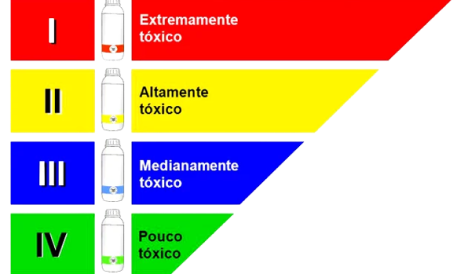 I
Extremamente
tóxico
II
Altamente
tóxico
III
Medianamente
tóxico
IV
Pouco
tóxico